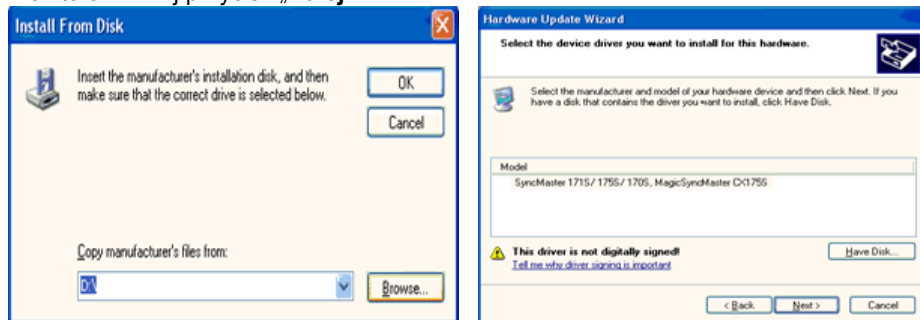 Install From Disk
Insert the manufacturer's installation disk, and then
make sure that the correct drive is selected below.
OK
Cancel
Copy manufacturer's files from:
D:\
Browse...
Hardware Update Wizard
Select the device driver you want to install for this hardware.
Select the manufacturer and model of your hardware device and then click Next. If you
have a disk that contains the driver you want to install, click Have Disk.
Model
SyncMaster 171S/ 175S/ 170S, MagicSyncMaster CX175S
This driver is not digitally signed!
Tell me why driver signing is important
Have Disk...
< Back
Next >
Cancel